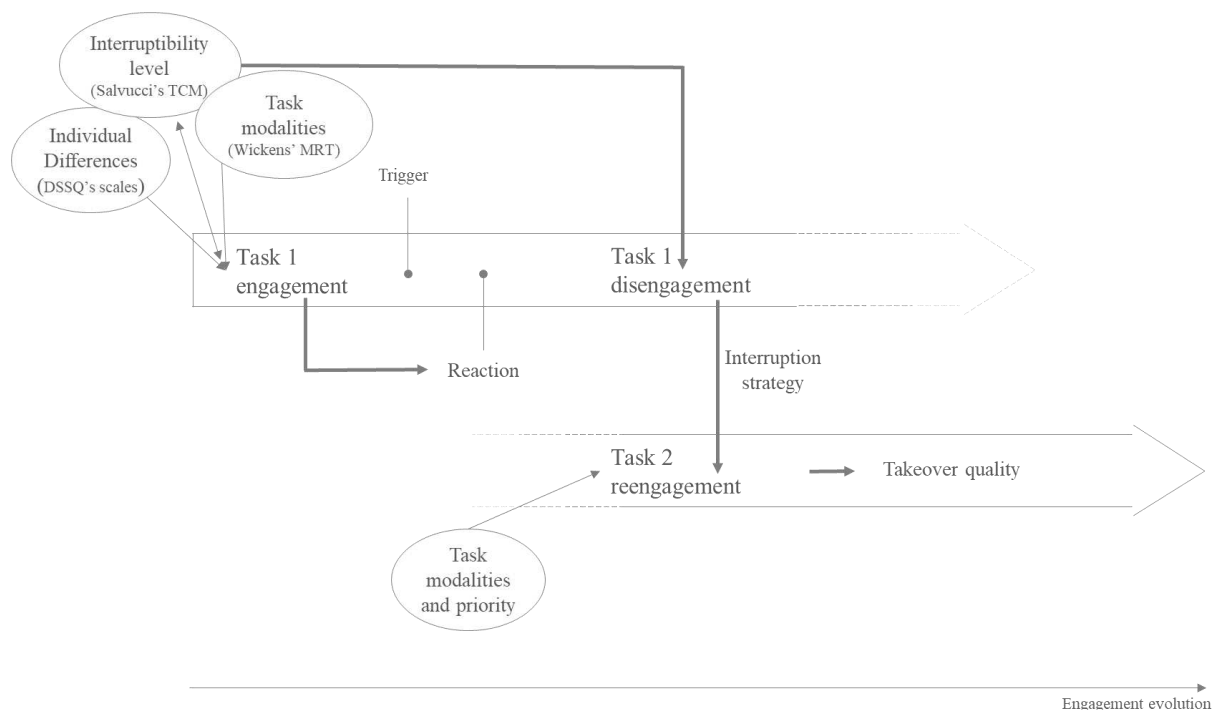 Interruptibility
level
(Salvucci's TCM)
Task
modalities
(Wickens' MRT)
Individual
Differences
(DSSQ's scales)
Trigger
Task 1
engagement
Task 1
disengagement
Reaction
Interruption
strategy
Task 2
reengagement
Takeover quality
Task
modalities
and priority
Engagement evolution